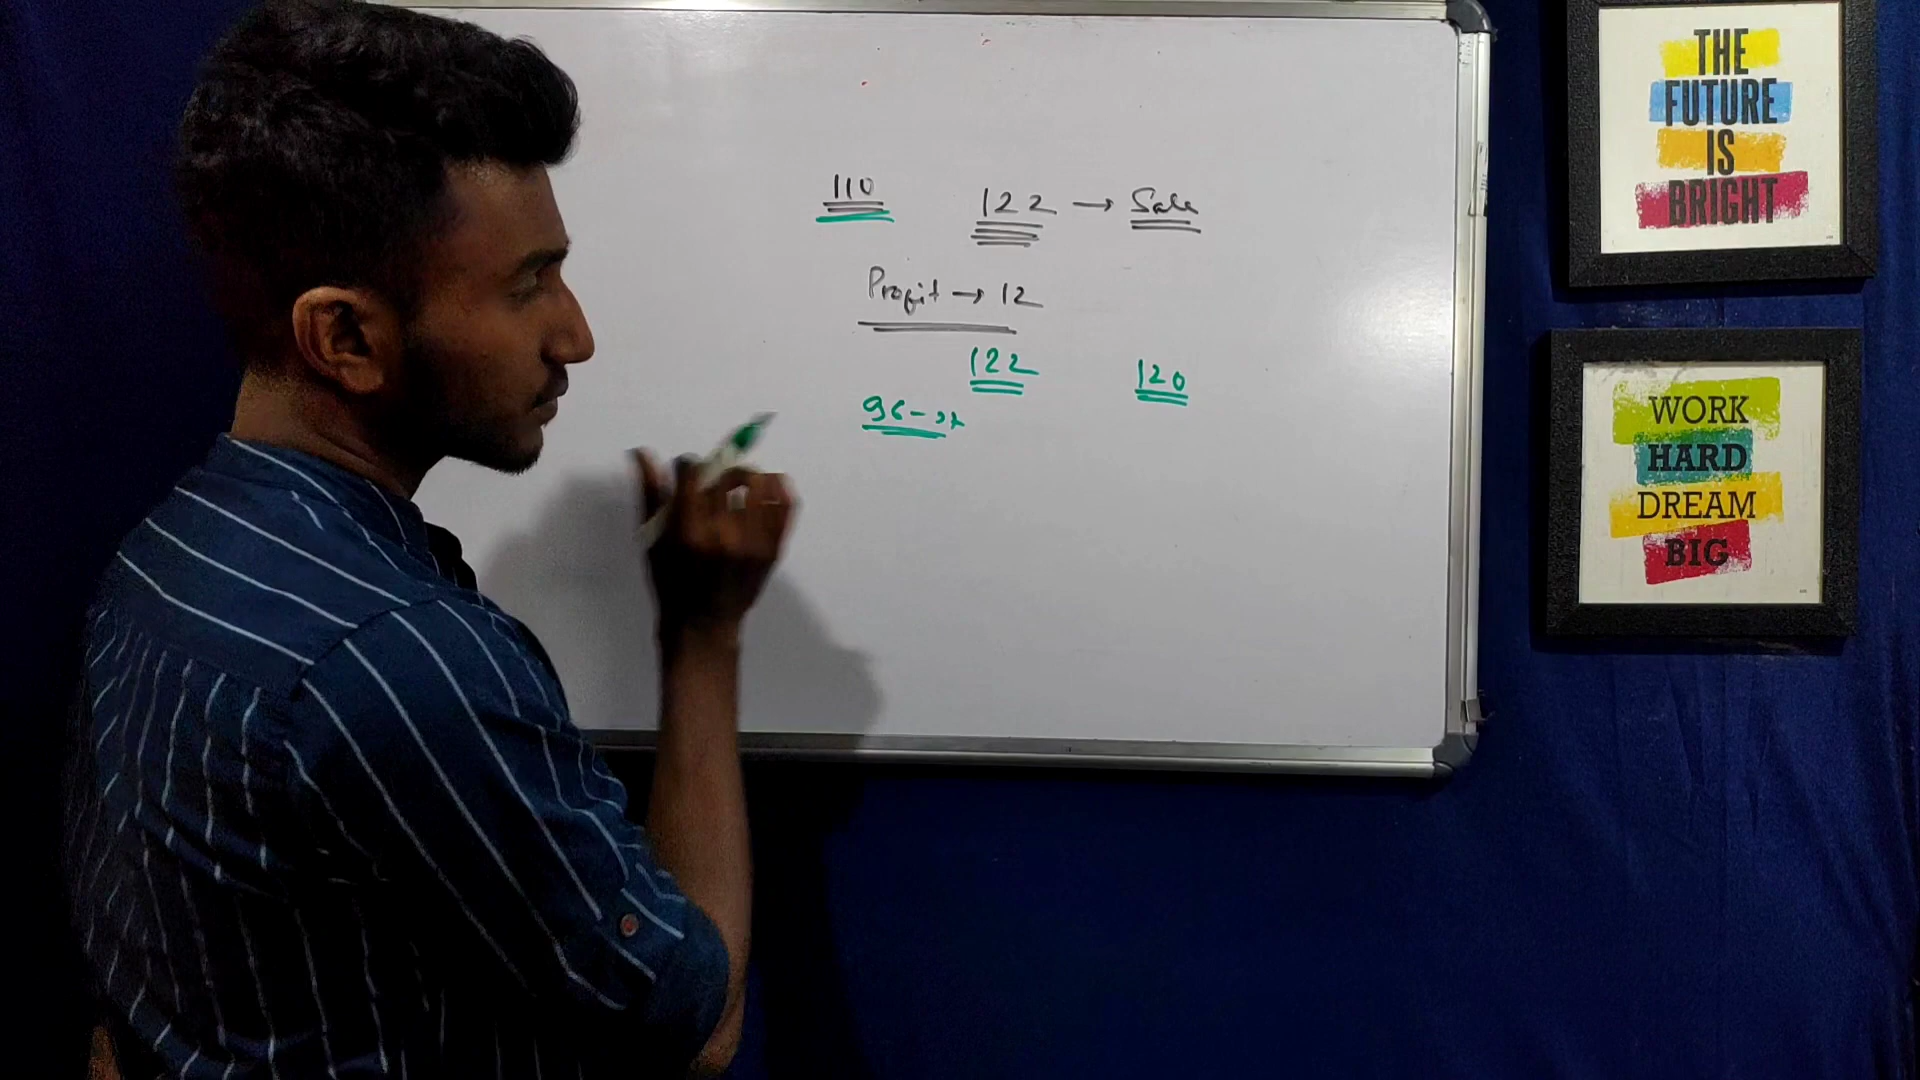 110 122 → Sale
Profit → 12
122 120
THE
FUTURE
IS
BRIGHT
WORK
HARD
DREAM
BIG